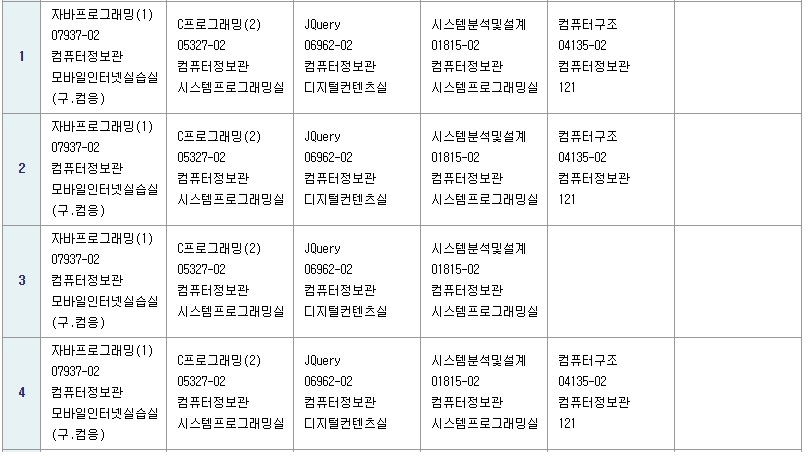 1
자바프로그래밍(1)
07937-02
컴퓨터정보관
모바일인터넷실습실
(구.컴응)
C프로그래밍(2)
05327-02
컴퓨터정보관
시스템프로그래밍실
JQuery
06962-02
컴퓨터정보관
디지털컨텐츠실
시스템분석및설계
01815-02
컴퓨터정보관
시스템프로그래밍실
컴퓨터구조
04135-02
컴퓨터정보관
121
2
자바프로그래밍(1)
07937-02
컴퓨터정보관
모바일인터넷실습실
(구.컴응)
C프로그래밍(2)
05327-02
컴퓨터정보관
시스템프로그래밍실
JQuery
06962-02
컴퓨터정보관
디지털컨텐츠실
시스템분석및설계
01815-02
컴퓨터정보관
시스템프로그래밍실
컴퓨터구조
04135-02
컴퓨터정보관
121
3
자바프로그래밍(1)
07937-02
컴퓨터정보관
모바일인터넷실습실
(구.컴응)
C프로그래밍(2)
05327-02
컴퓨터정보관
시스템프로그래밍실
JQuery
06962-02
컴퓨터정보관
디지털컨텐츠실
시스템분석및설계
01815-02
컴퓨터정보관
시스템프로그래밍실
4
자바프로그래밍(1)
07937-02
컴퓨터정보관
모바일인터넷실습실
(구.컴응)
C프로그래밍(2)
05327-02
컴퓨터정보관
시스템프로그래밍실
JQuery
06962-02
컴퓨터정보관
디지털컨텐츠실
시스템분석및설계
01815-02
컴퓨터정보관
시스템프로그래밍실
컴퓨터구조
04135-02
컴퓨터정보관
121